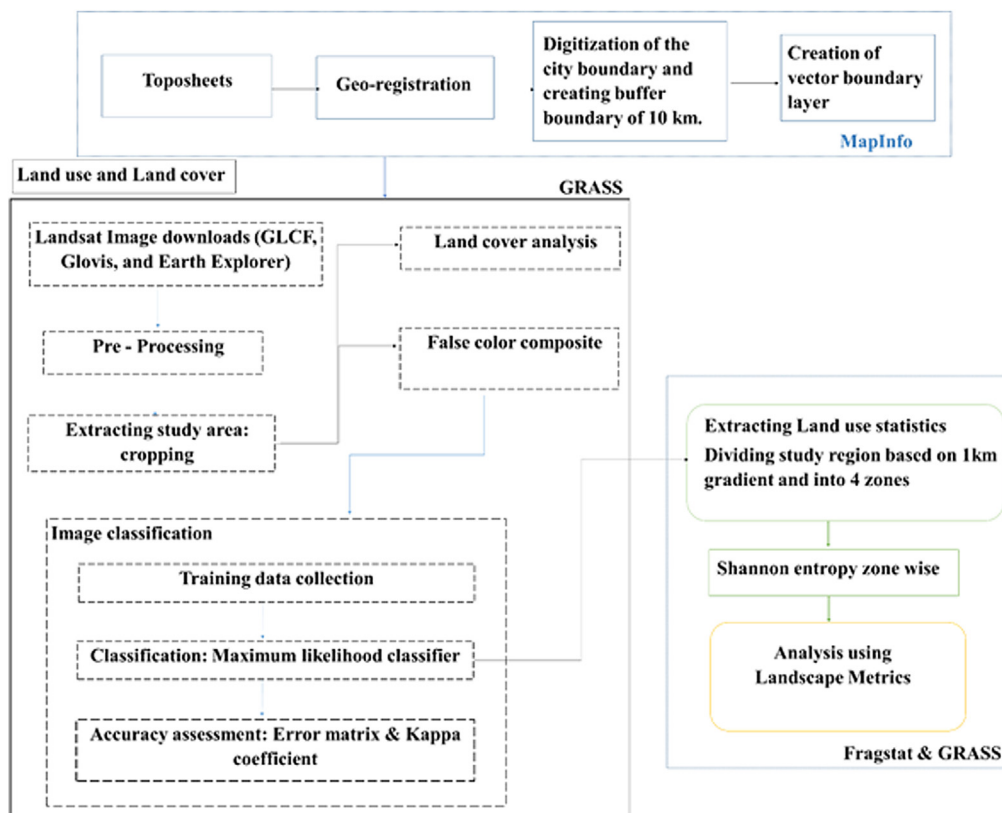 Toposheets
Geo-registration
Digitization of the
city boundary and
creating buffer
boundary of 10 km.
Creation of
vector boundary
layer
MapInfo
Land use and Land cover
GRASS
Landsat Image downloads (GLCF,
Glovis, and Earth Explorer)
Land cover analysis
Pre - Processing
False color composite
Extracting study area:
cropping
Image classification
Training data collection
Classification: Maximum likelihood classifier
Accuracy assessment: Error matrix & Kappa
coefficient
Extracting Land use statistics
Dividing study region based on 1km
gradient and into 4 zones
Shannon entropy zone wise
Analysis using
Landscape Metrics
Fragstat & GRASS